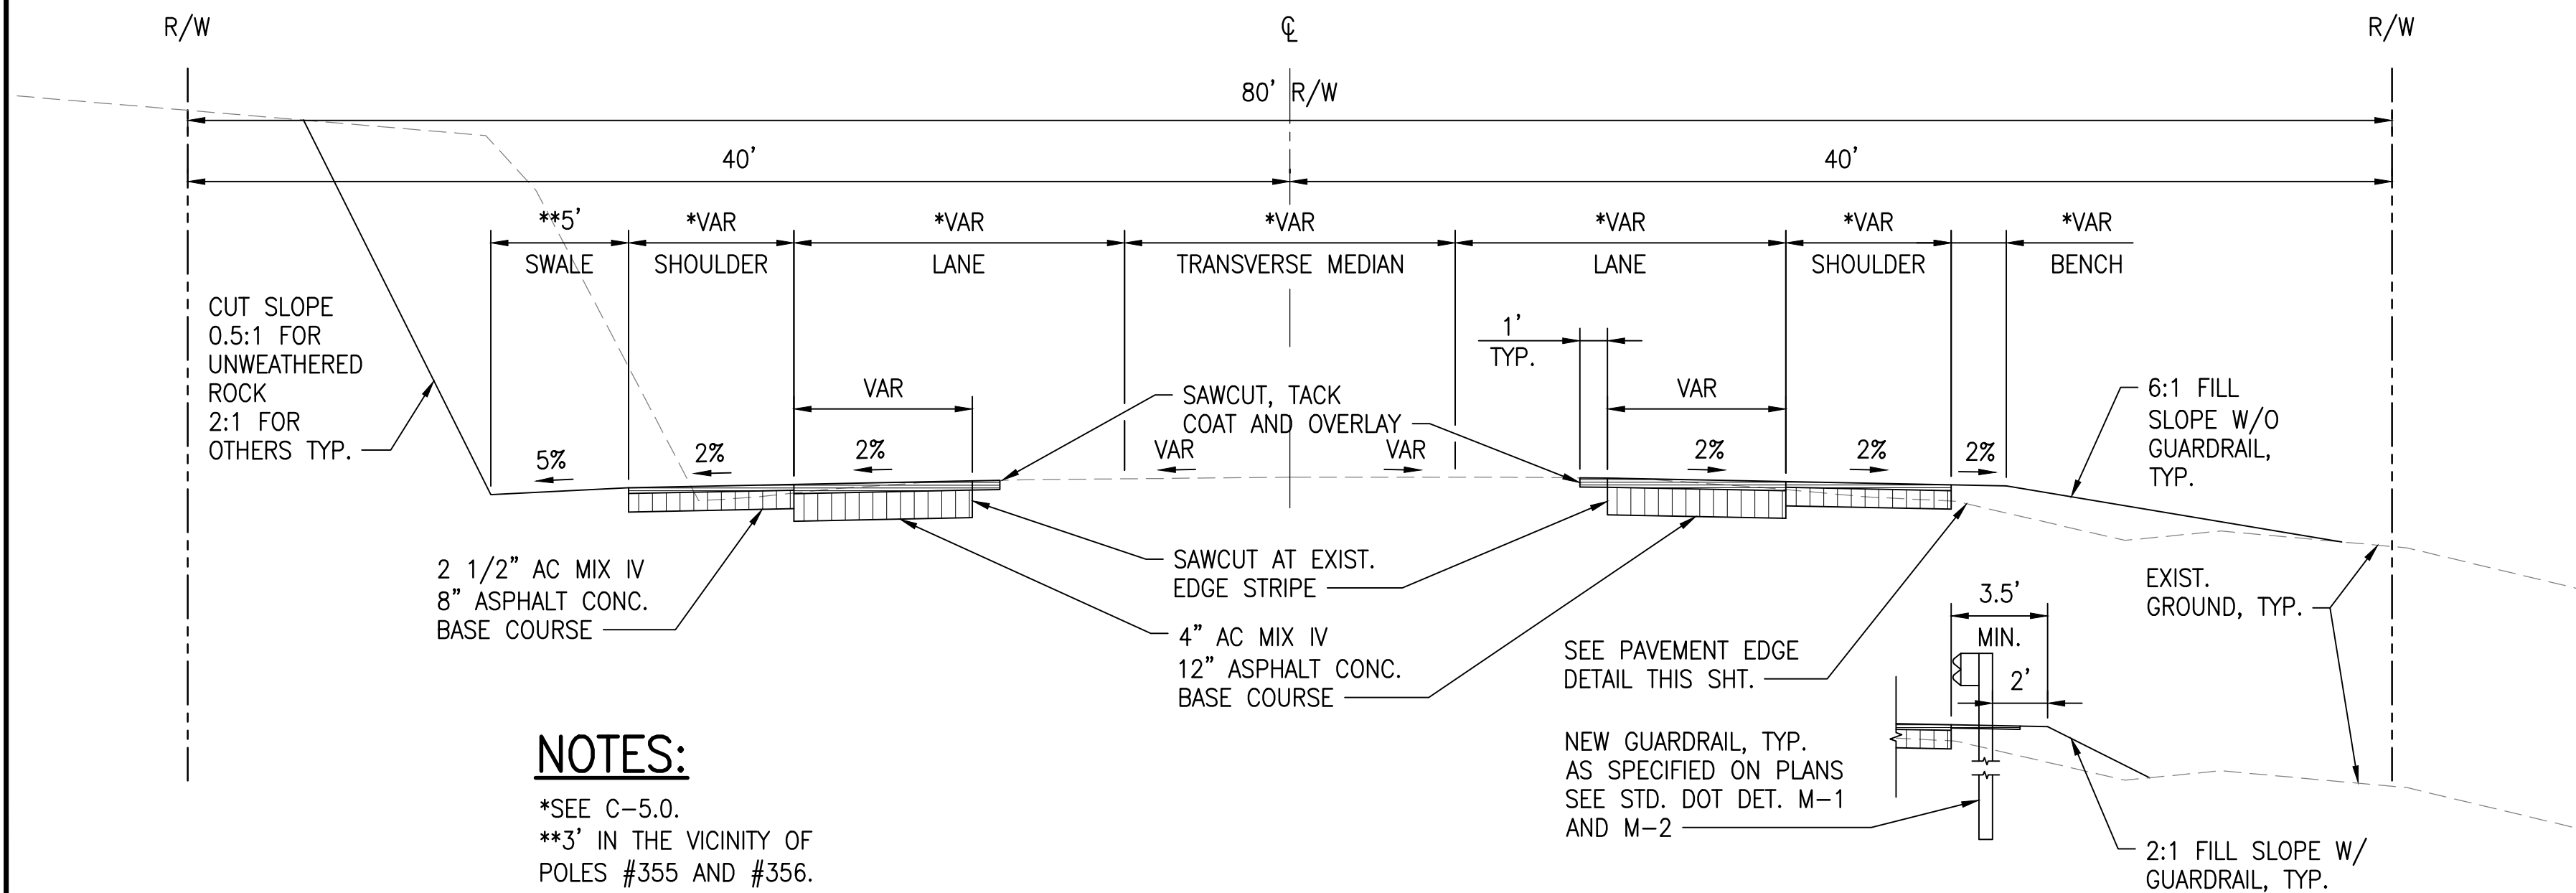 R/W
℄
R/W
80' R/W
40'
40'
**5'
*VAR
*VAR
*VAR
*VAR
*VAR
*VAR
SWALE
SHOULDER
LANE
TRANSVERSE MEDIAN
LANE
SHOULDER
BENCH
CUT SLOPE
0.5:1 FOR
UNWEATHERED
ROCK
2:1 FOR
OTHERS TYP.
1'
TYP.
VAR
VAR
SAWCUT, TACK
COAT AND OVERLAY
6:1 FILL
SLOPE W/O
GUARDRAIL,
TYP.
5%
2%
2%
VAR
VAR
2%
2%
2%
2 1/2" AC MIX IV
8" ASPHALT CONC.
BASE COURSE
SAWCUT AT EXIST.
EDGE STRIPE
4" AC MIX IV
12" ASPHALT CONC.
BASE COURSE
SEE PAVEMENT EDGE
DETAIL THIS SHT.
3.5'
MIN.
2'
EXIST.
GROUND, TYP.
NEW GUARDRAIL, TYP.
AS SPECIFIED ON PLANS
SEE STD. DOT DET. M-1
AND M-2
2:1 FILL SLOPE W/
GUARDRAIL, TYP.
NOTES:
*SEE C-5.0.
**3' IN THE VICINITY OF
POLES #355 AND #356.